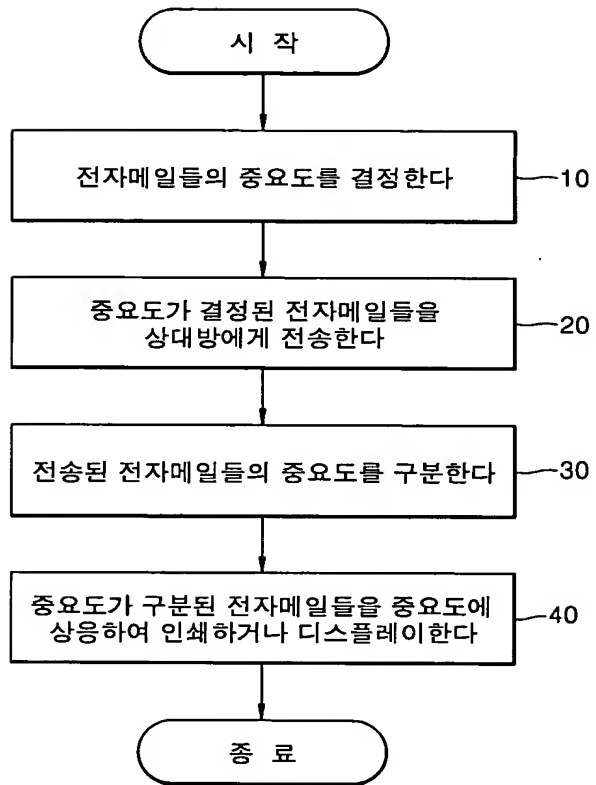 시 작
전자메일들의 중요도를 결정한다
10
중요도가 결정된 전자메일들을
상대방에게 전송한다
20
전송된 전자메일들의 중요도를 구분한다
30
중요도가 구분된 전자메일들을 중요도에
상응하여 인쇄하거나 디스플레이한다
40
종 료